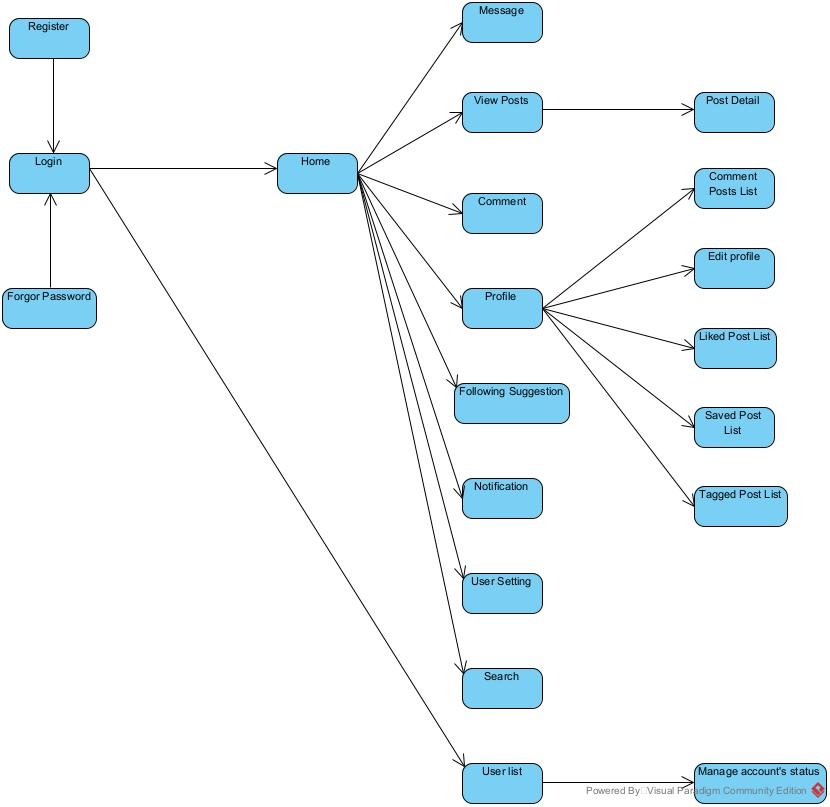 Message
Register
View Posts
Post Detail
Login
Home
Comment
Posts List
Comment
Edit profile
Forgor Password
Profile
Liked Post List
Following Suggestion
Saved Post
List
Notification
Tagged Post List
User Setting
Search
User list
Manage account's status
Powered By Visual Paradigm Community Edition